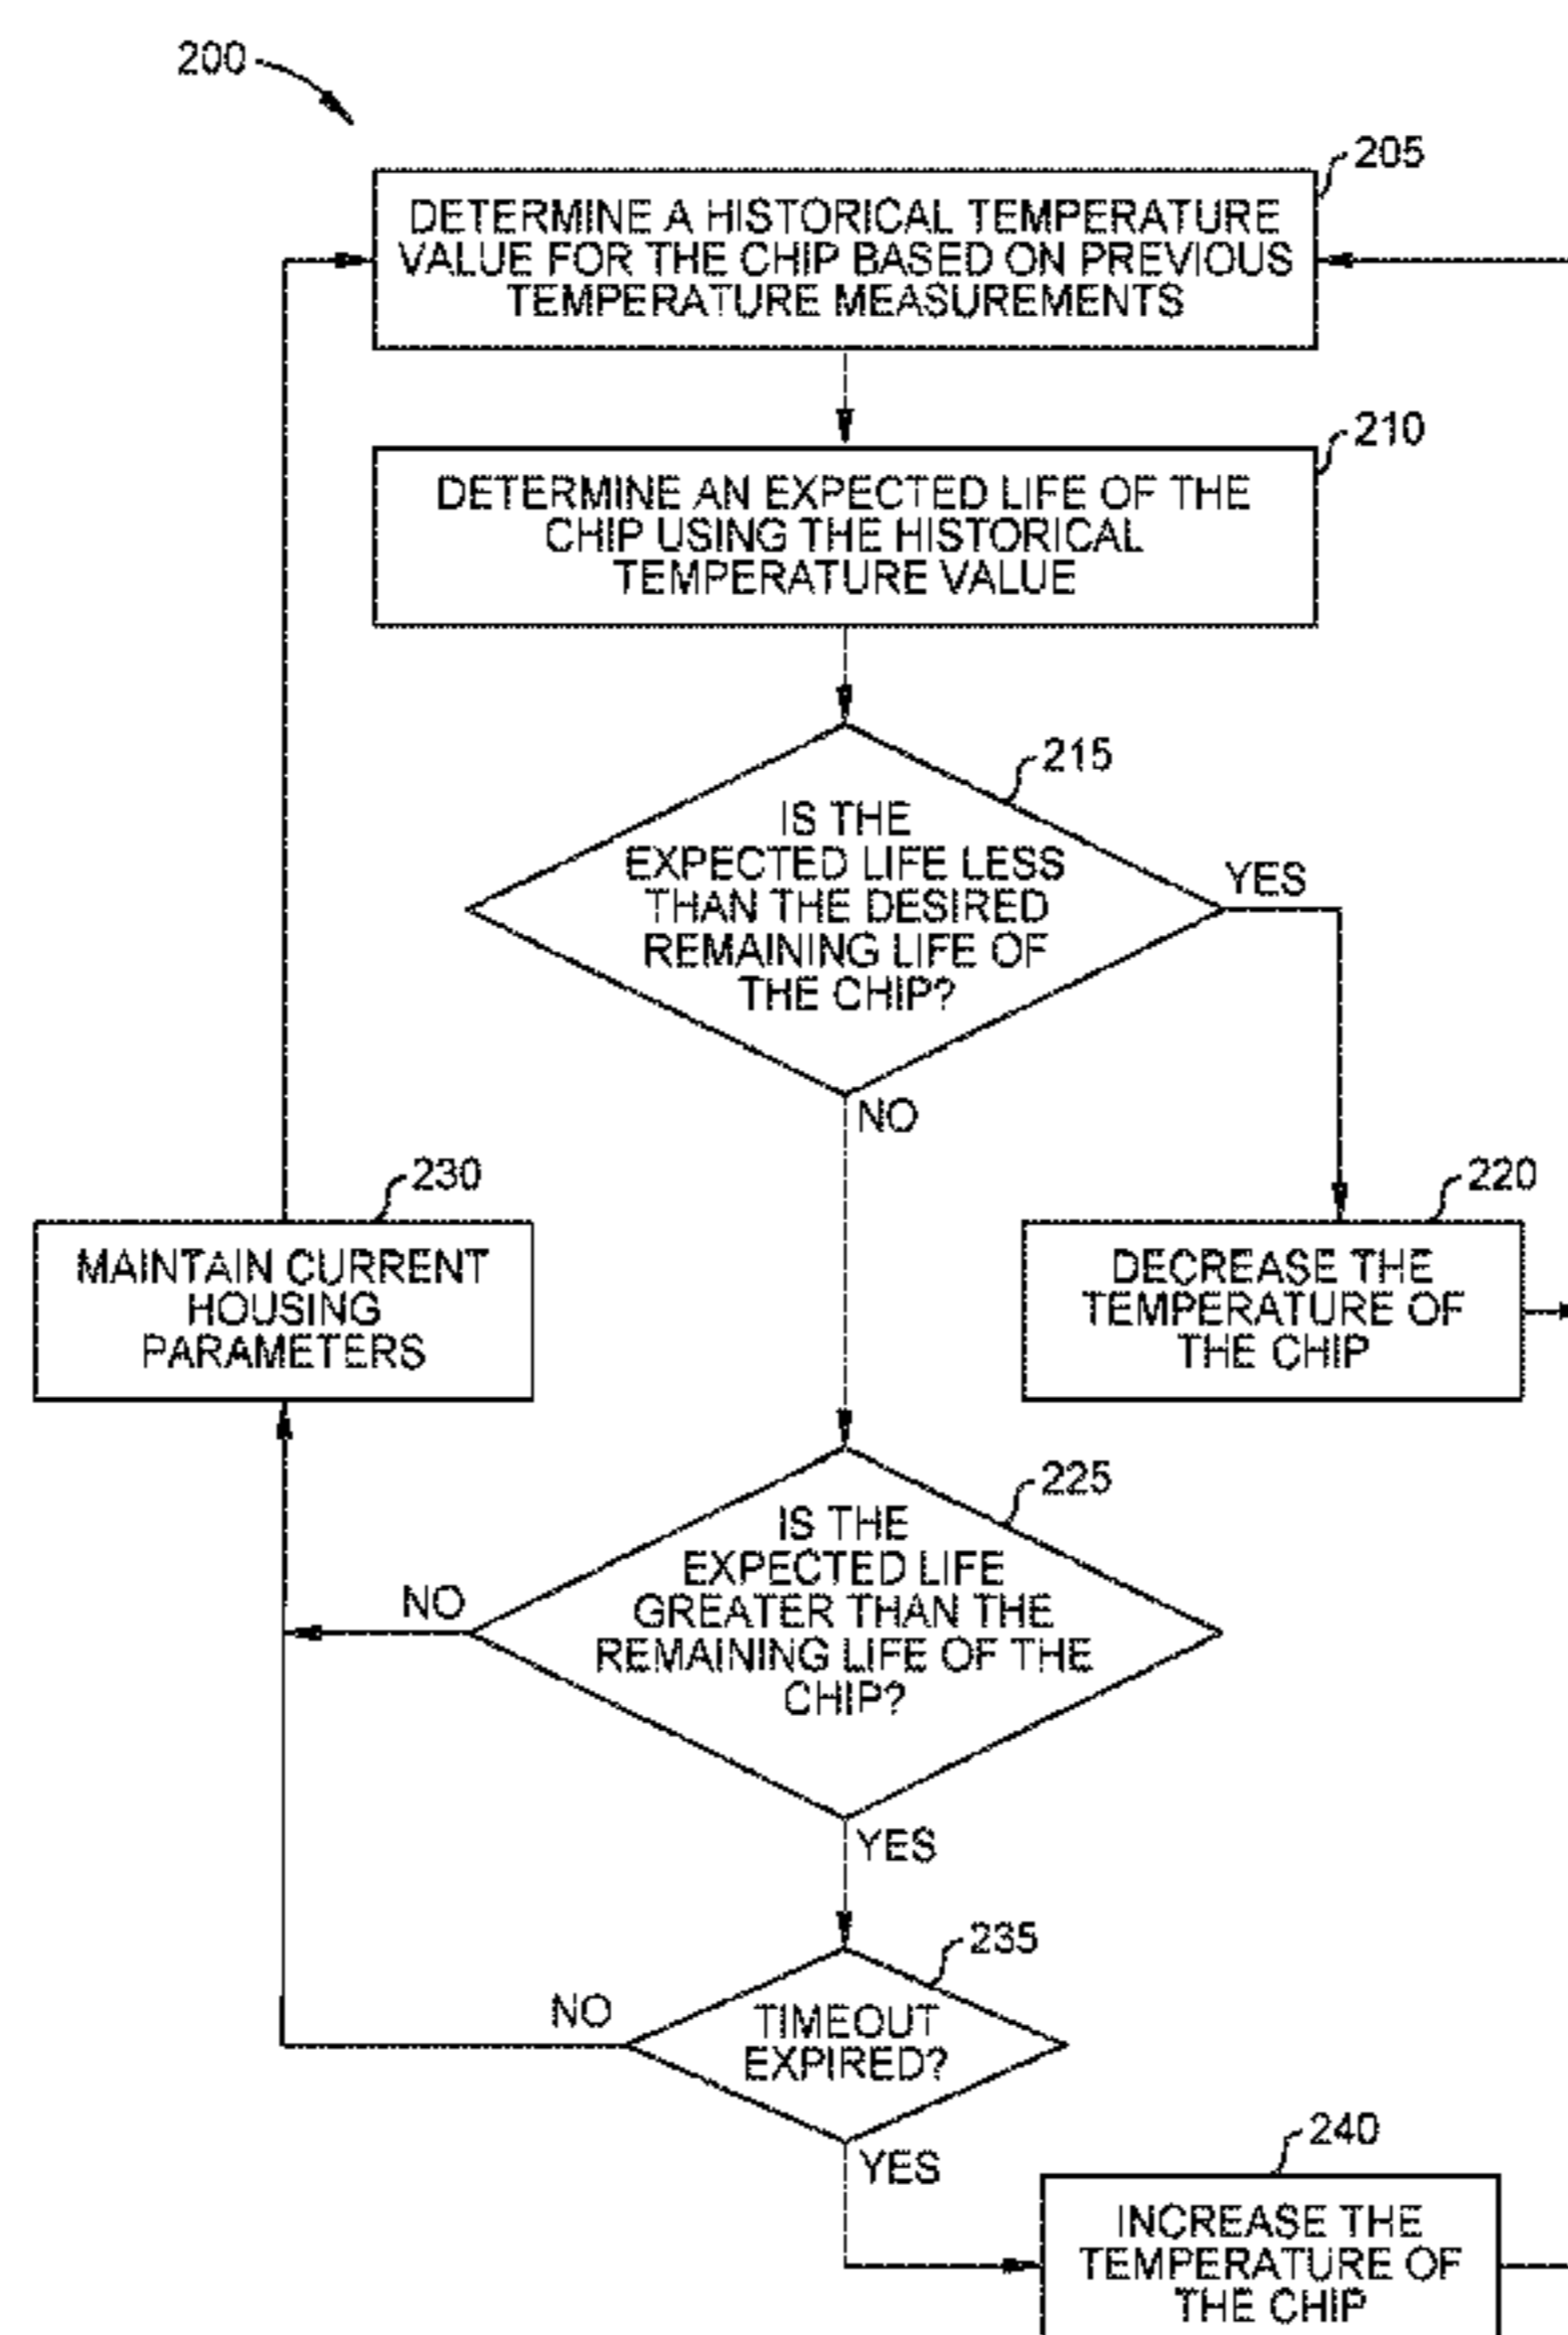 200
205
DETERMINE A HISTORICAL TEMPERATURE
VALUE FOR THE CHIP BASED ON PREVIOUS
TEMPERATURE MEASUREMENTS
210
DETERMINE AN EXPECTED LIFE OF THE
CHIP USING THE HISTORICAL
TEMPERATURE VALUE
215
IS THE
EXPECTED LIFE LESS
THAN THE DESIRED
REMAINING LIFE OF
THE CHIP?
YES
NO
230
MAINTAIN CURRENT
HOUSING
PARAMETERS
220
DECREASE THE
TEMPERATURE OF
THE CHIP
225
IS THE
EXPECTED LIFE
GREATER THAN THE
REMAINING LIFE OF THE
CHIP?
NO
YES
235
TIMEOUT
EXPIRED?
NO
YES
240
INCREASE THE
TEMPERATURE OF
THE CHIP